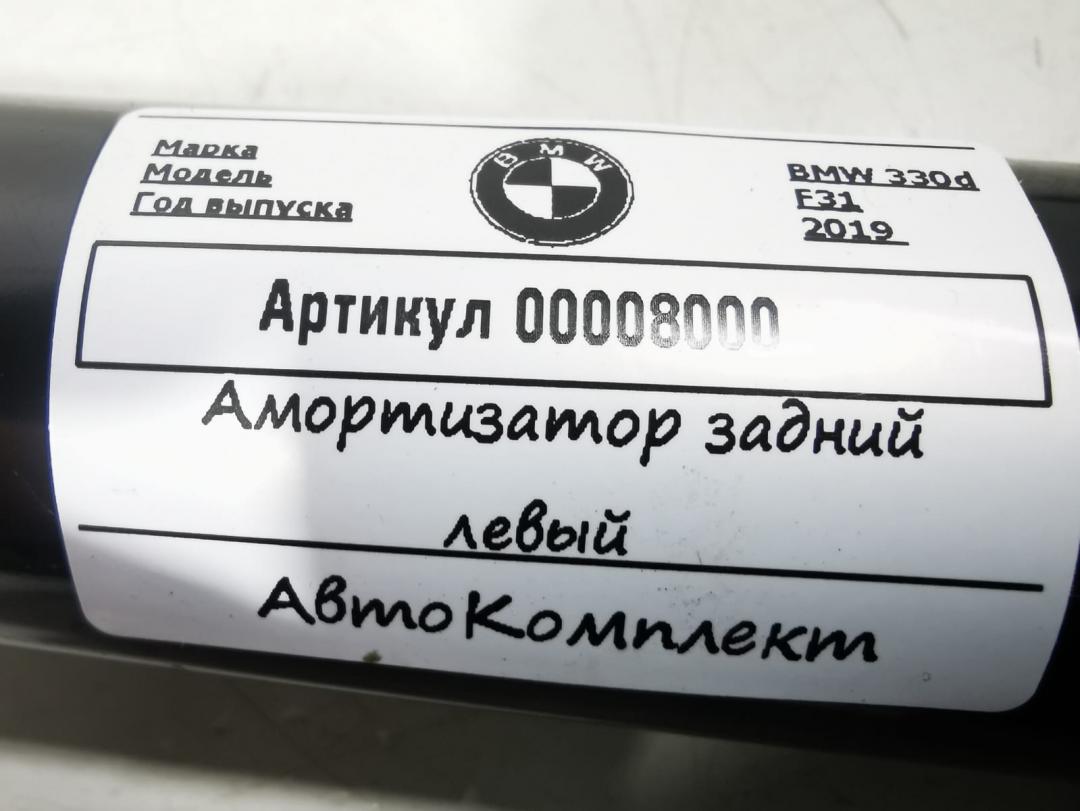 Марка
Модель
Год выпуска
BMW
BMW 330d
F31
2019
Артикул 00008000
Амортизатор задний
левый
АвтоКомплект